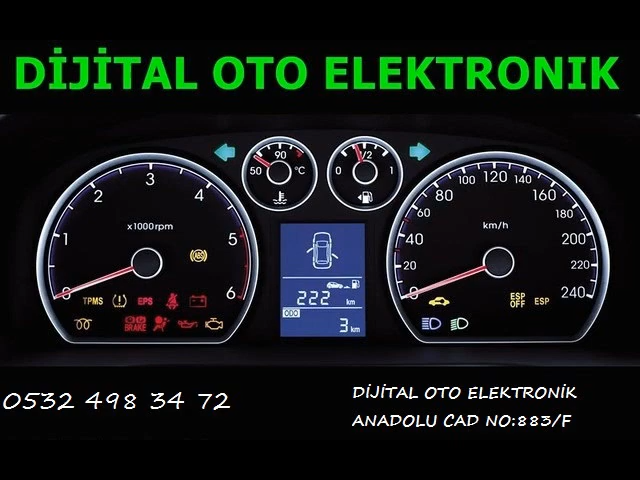 DİJİTAL OTO ELEKTRONIK
50 90 °C
0 1/2 1
0 1 2 3 4 5 6
x1000rpm
ABS
TPMS EPS
BRAKE
222 km
ODO
3 km
0 20 40 60 80 100 120 140 160 180 200 220 240
km/h
ESP OFF ESP
0532 498 34 72
DİJİTAL OTO ELEKTRONİK
ANADOLU CAD NO:883/F